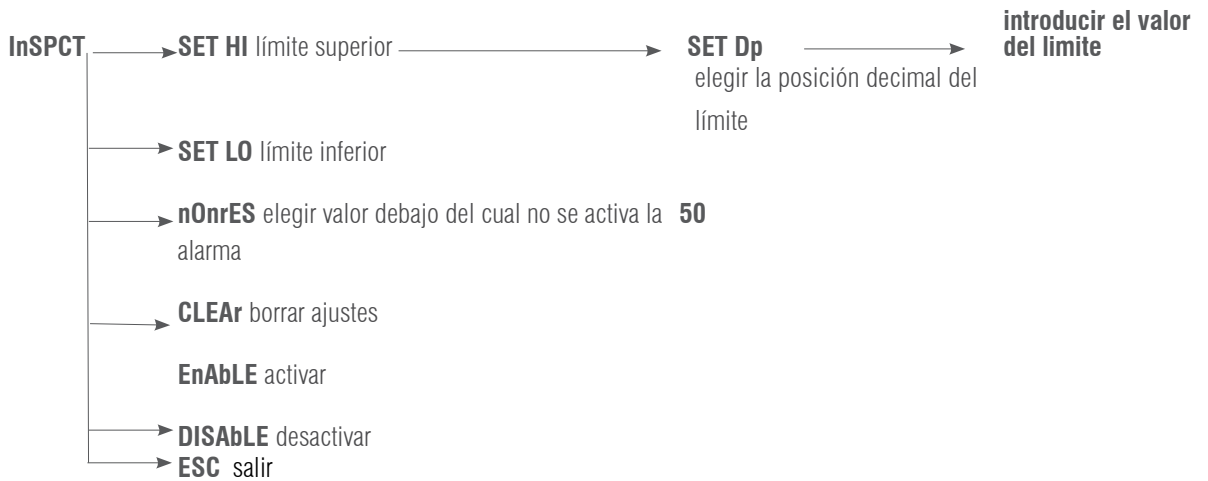 InSPCT SET HI límite superior SET Dp introducir el valor
del limite
elegir la posición decimal del
límite
SET LO límite inferior
nOnrES elegir valor debajo del cual no se activa la 50
alarma
CLEAr borrar ajustes
EnAbLE activar
DISAbLE desactivar
ESC salir